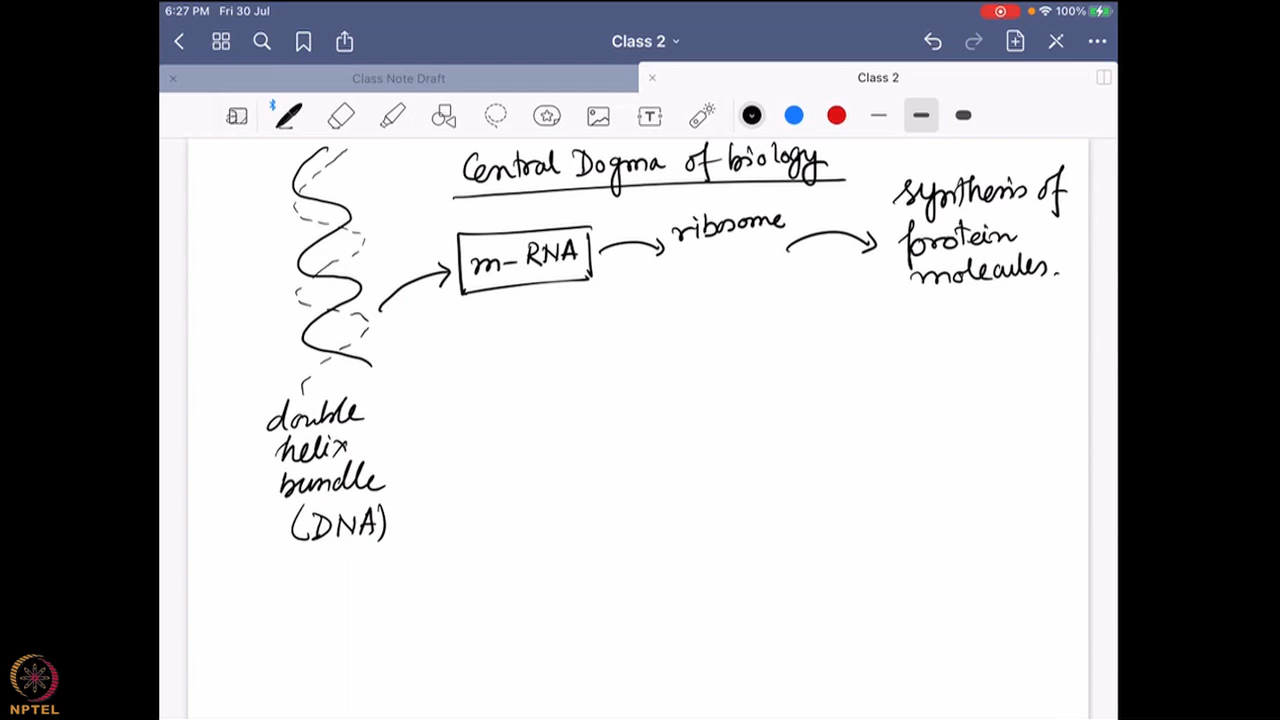 6:27 PM Fri 30 Jul
100%
Class 2
Class Note Draft
Class 2
T
Central Dogma of biology
m-RNA
ribosome
synthesis of
protein
molecules.
double
helix
bundle
(DNA)
NPTEL